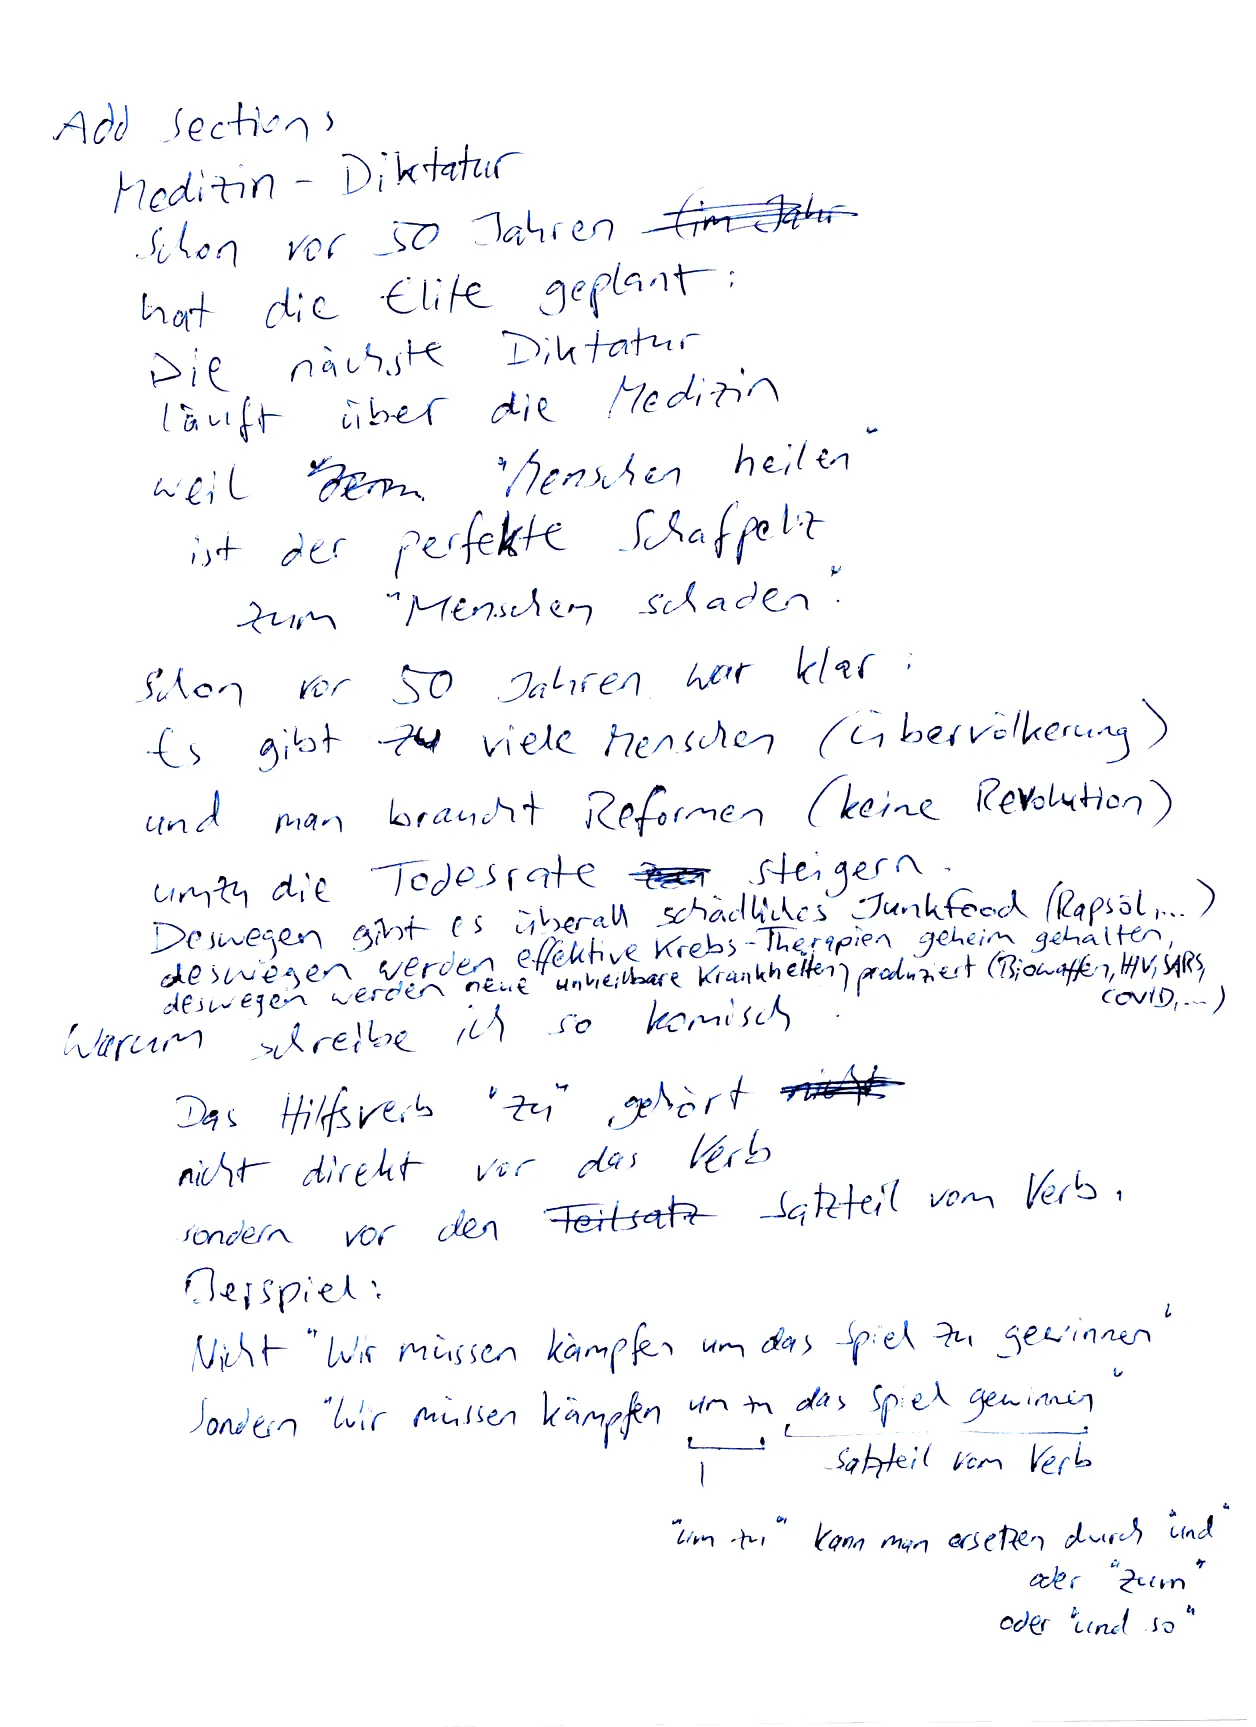 Add sections
Medizin-Diktatur
Schon vor 50 Jahren (im Jahr
hat die Elite geplant:
Die nächste Diktatur
läuft über die Medizin
weil denn "Menschen heilen"
ist der perfekte Schafpelz
zum "Menschen schaden".
Schon vor 50 Jahren war klar:
Es gibt zu viele Menschen (Übervölkerung)
und man braucht Reformen (keine Revolution)
um zu die Todesrate zu steigern.
Deswegen gibt es überall schädliches Junkfood (Rapsöl,...)
deswegen werden effektive Krebs-Therapien geheim gehalten,
deswegen werden neue unheilbare Krankheiten produziert (Biowaffen, HIV, SARS,
COVID,...)
Warum schreibe ich so komisch.
Das Hilfsverb "zu" gehört nicht
nicht direkt vor das Verb
sondern vor den Teilsatz Satzteil vom Verb.
Beispiel:
Nicht "Wir müssen kämpfen um das Spiel zu gewinnen"
Sondern "Wir müssen kämpfen um zu das Spiel gewinnen"
Satzteil vom Verb
"um zu" kann man ersetzen durch "und"
oder "zum"
oder "und so"